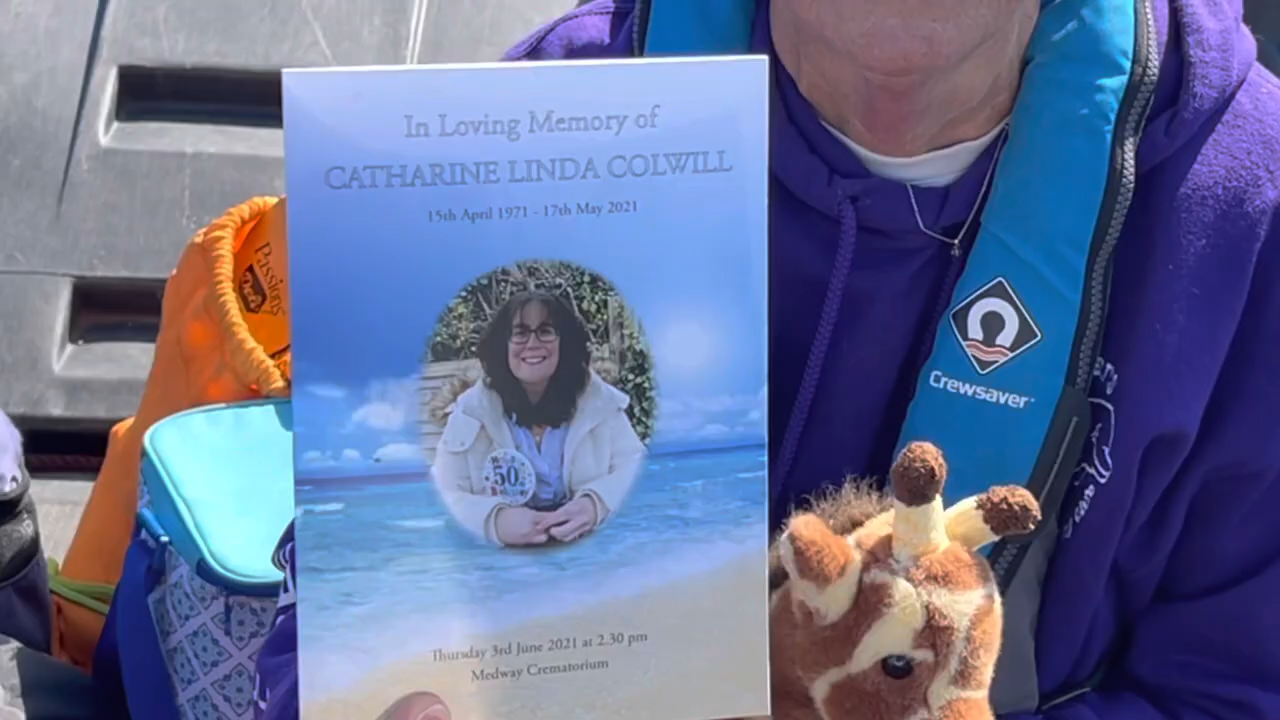 In Loving Memory of
CATHARINE LINDA COLWILL
15th April 1971 - 17th May 2021
50
Thursday 3rd June 2021 at 2.30 pm
Medway Crematorium
Passions
Crewsaver